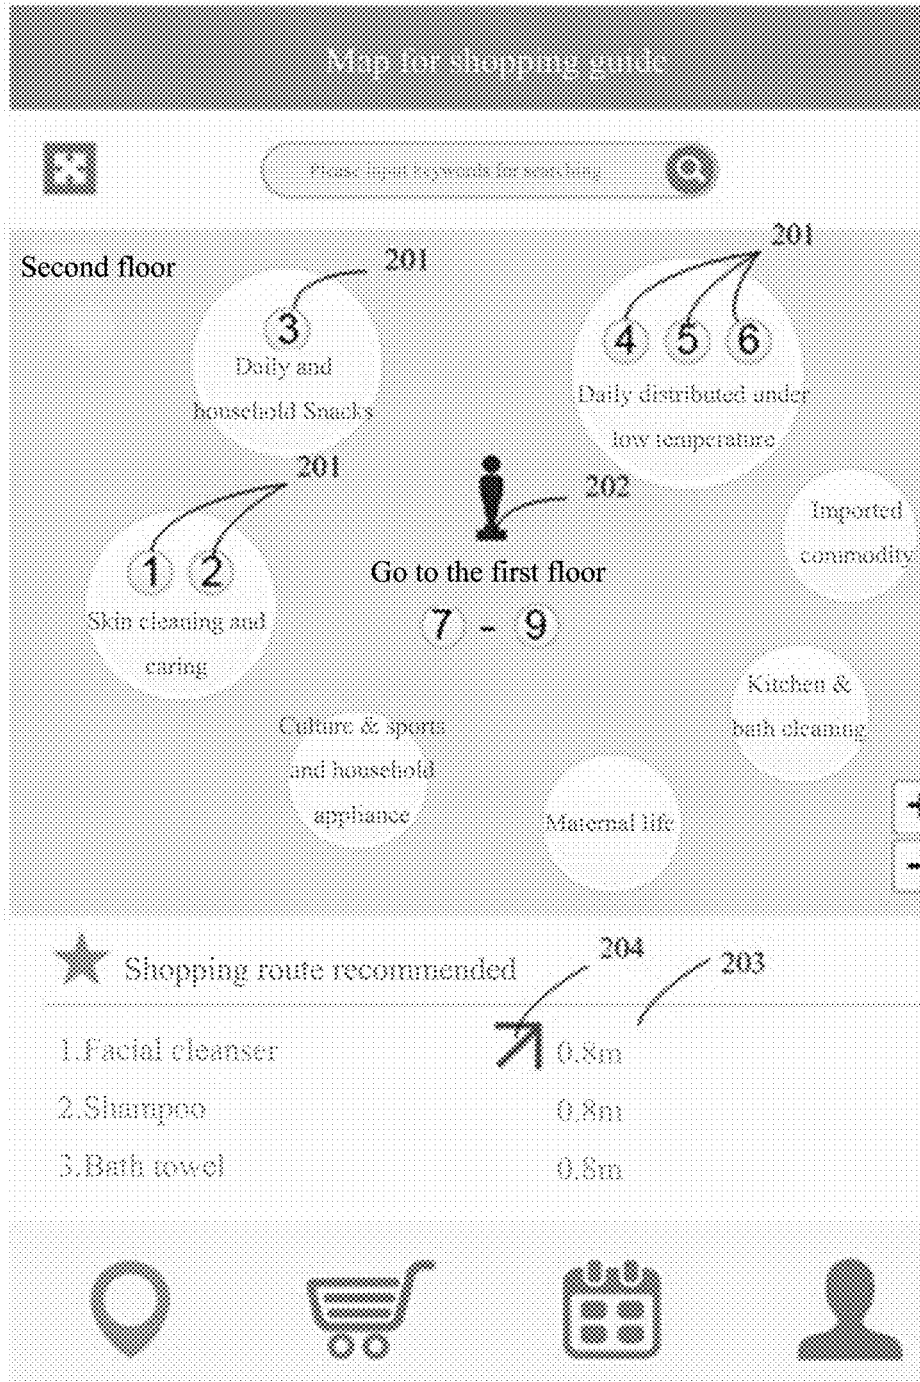 Map for shopping guide
Please input keywords for searching
Second floor
201
201
3
4 5 6
Daily and
household Snacks
Daily distributed under
low temperature
201
202
Imported
commodity
1 2
Go to the first floor
Skin cleaning and
caring
7 - 9
Kitchen &
bath cleaning
Culture & sports
and household
appliance
Maternal life
+
-
204
203
Shopping route recommended
1.Facial cleanser 0.8m
2.Shampoo 0.8m
3.Bath towel 0.8m